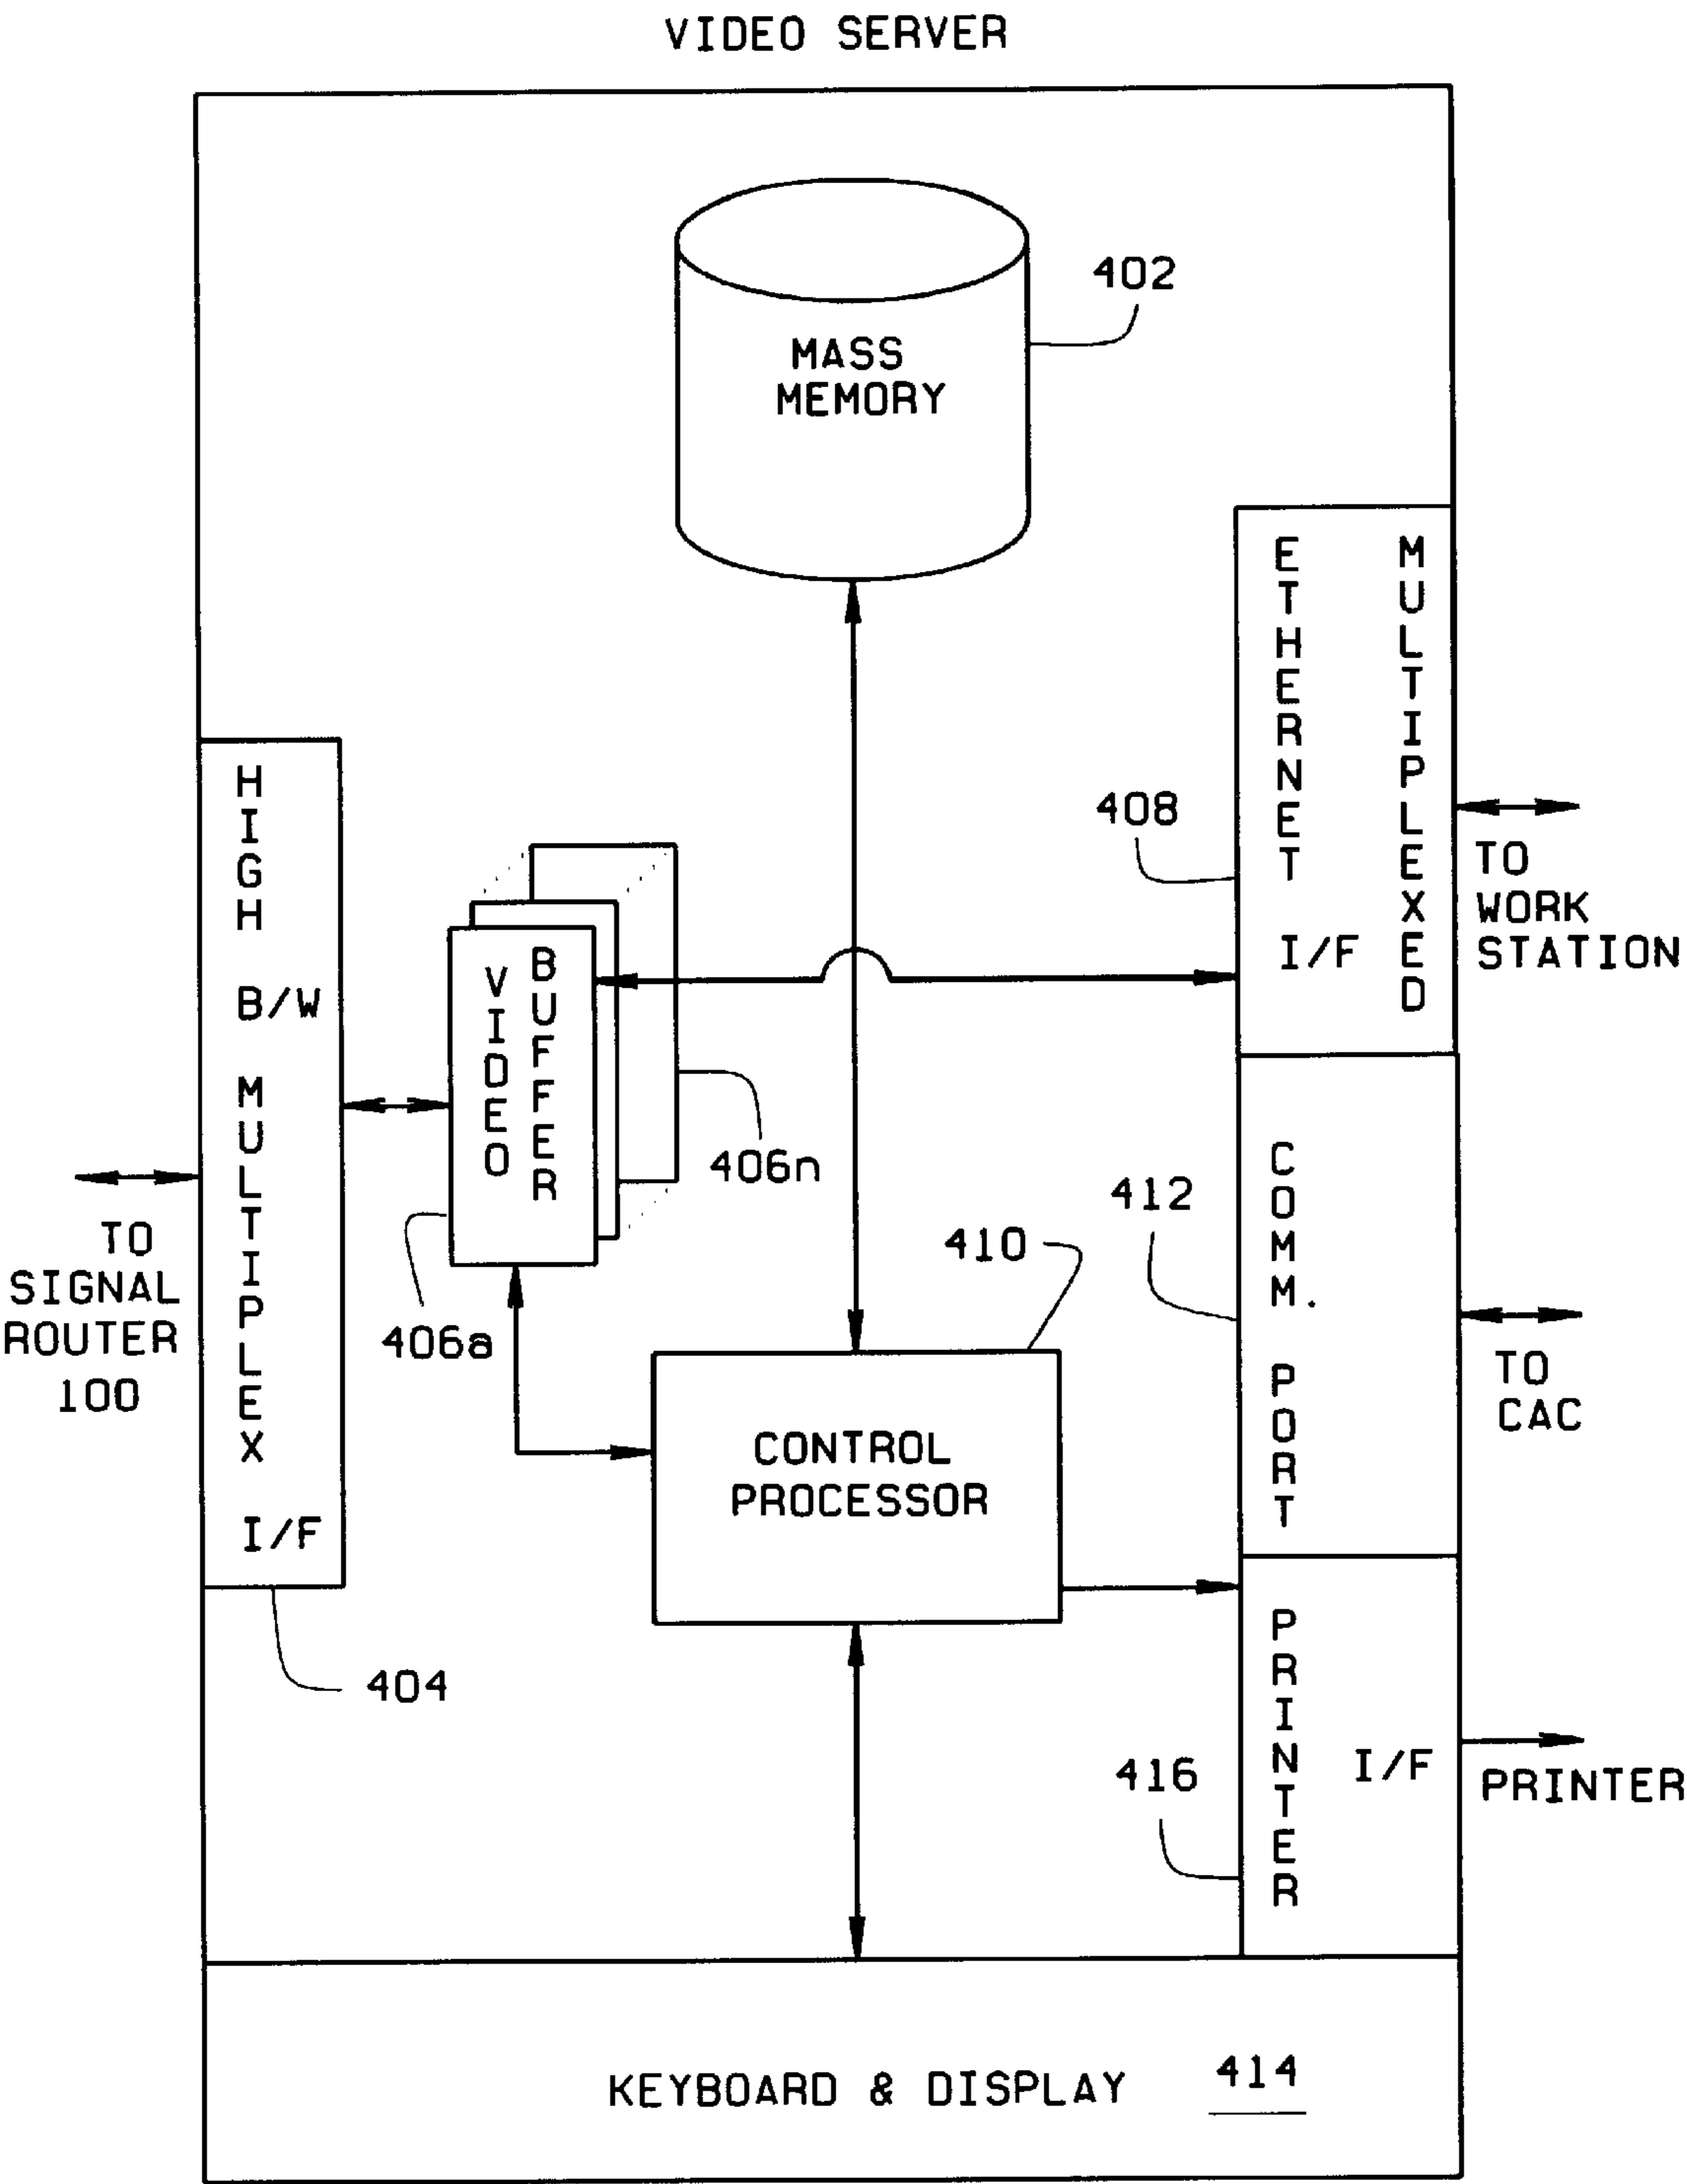 VIDEO SERVER
402
MASS
MEMORY
MULTIPLEXED
ETHERNET I/F
408
TO
WORK
STATION
HIGH B/W MULTIPLEX I/F
VIDEO
BUFFER
406n
406a
TO
SIGNAL
ROUTER
100
410
412
COMM. PORT
TO
CAC
CONTROL
PROCESSOR
404
416
PRINTER I/F
PRINTER
KEYBOARD & DISPLAY 414